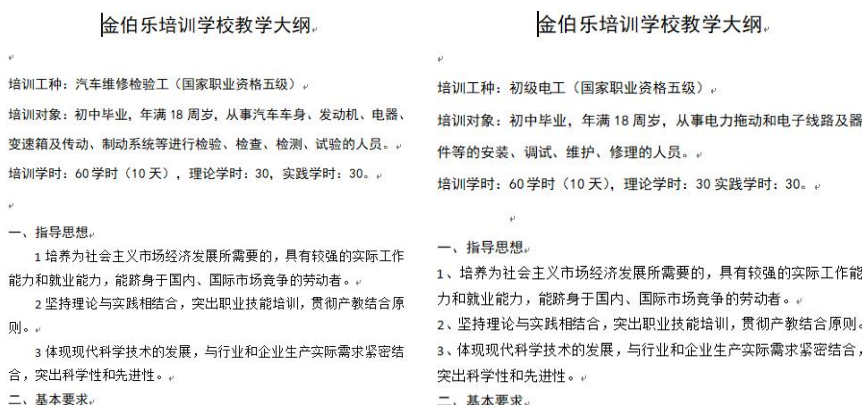 金伯乐培训学校教学大纲
培训工种：汽车维修检验工（国家职业资格五级）
培训对象：初中毕业，年满 18 周岁，从事汽车车身、发动机、电器、
变速箱及传动、制动系统等进行检验、检查、检测、试验的人员。
培训学时：60 学时（10 天），理论学时：30，实践学时：30。
一、指导思想
1 培养为社会主义市场经济发展所需要的，具有较强的实际工作
能力和就业能力，能跻身于国内、国际市场竞争的劳动者。
2 坚持理论与实践相结合，突出职业技能培训，贯彻产教结合原
则。
3 体现现代科学技术的发展，与行业和企业生产实际需求紧密结
合，突出科学性和先进性。
二、基本要求
金伯乐培训学校教学大纲
培训工种：初级电工（国家职业资格五级）
培训对象：初中毕业，年满 18 周岁，从事电力拖动和电子线路及器
件等的安装、调试、维护、修理的人员。
培训学时：60 学时（10 天），理论学时：30 实践学时：30。
一、指导思想
1、培养为社会主义市场经济发展所需要的，具有较强的实际工作能
力和就业能力，能跻身于国内、国际市场竞争的劳动者。
2、坚持理论与实践相结合，突出职业技能培训，贯彻产教结合原则。
3、体现现代科学技术的发展，与行业和企业生产实际需求紧密结合，
突出科学性和先进性。
二、基本要求